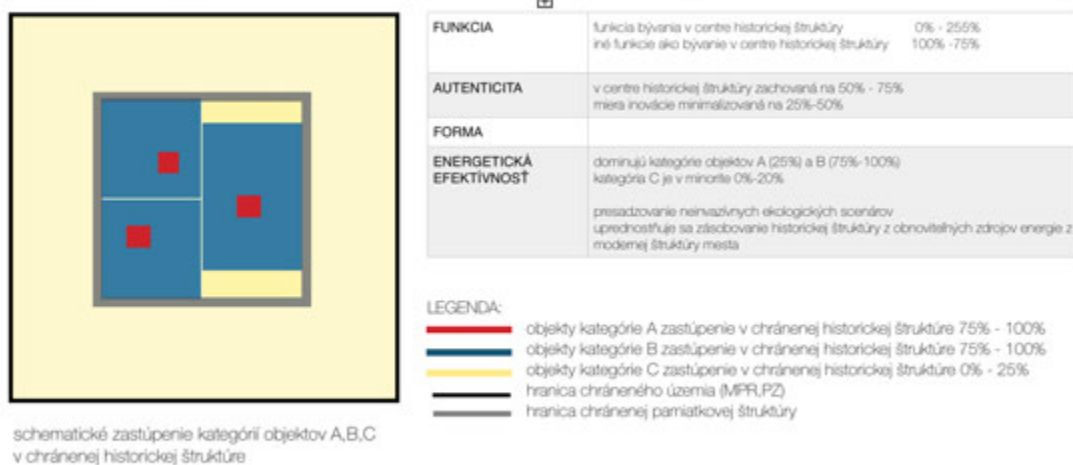 FUNKCIA
funkcia bývania v centre historickej štruktúry 0% - 255%
iné funkcie ako bývanie v centre historickej štruktúry 100% -75%
AUTENTICITA
v centre historickej štruktúry zachovaná na 50% - 75%
miera inovácie minimalizovaná na 25%-50%
FORMA
ENERGETICKÁ
EFEKTÍVNOSŤ
dominujú kategórie objektov A (25%) a B (75%-100%)
kategória C je v minorite 0%-20%
presadzovanie neinvazívnych ekologických scenárov
uprednostňuje sa zásobovanie historickej štruktúry z obnoviteľných zdrojov energie z
modernej štruktúry mesta
LEGENDA:
objekty kategórie A zastúpenie v chránenej historickej štruktúre 75% - 100%
objekty kategórie B zastúpenie v chránenej historickej štruktúre 75% - 100%
objekty kategórie C zastúpenie v chránenej historickej štruktúre 0% - 25%
hranica chráneného územia (MPR,PZ)
hranica chránenej pamiatkovej štruktúry
schematické zastúpenie kategórií objektov A,B,C
v chránenej historickej štruktúre